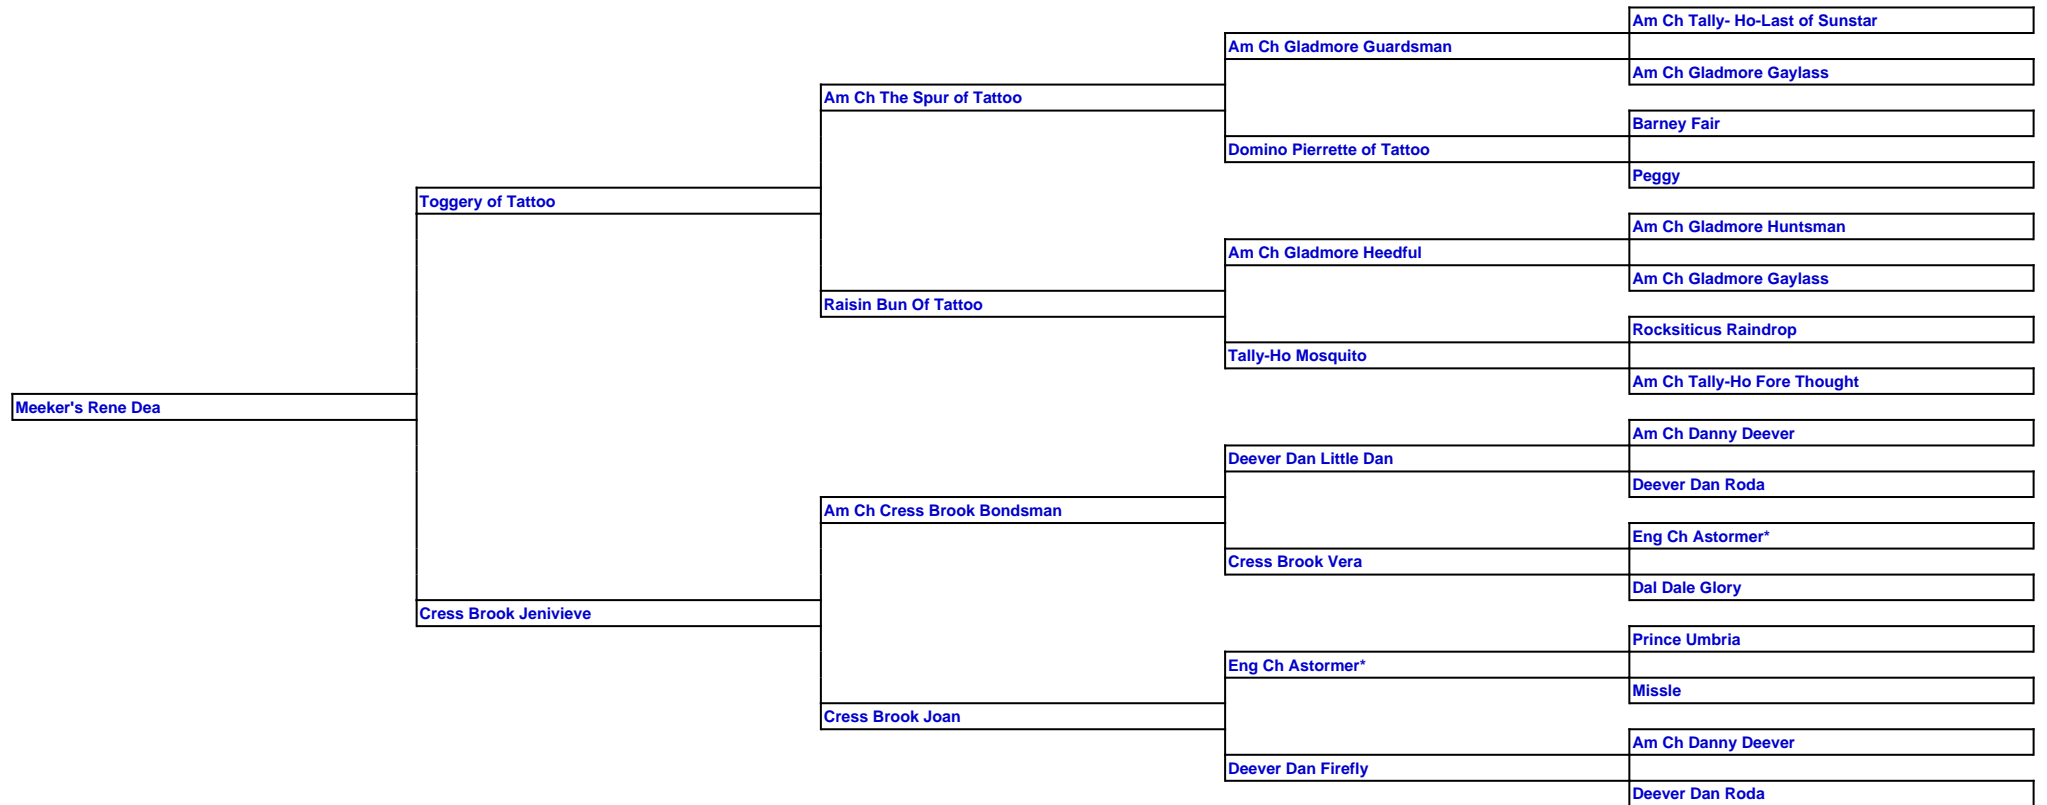 Am Ch Tally- Ho-Last of Sunstar
Am Ch Gladmore Guardsman
Am Ch Gladmore Gaylass
Am Ch The Spur of Tattoo
Barney Fair
Domino Pierrette of Tattoo
Peggy
Toggery of Tattoo
Am Ch Gladmore Huntsman
Am Ch Gladmore Heedful
Am Ch Gladmore Gaylass
Raisin Bun Of Tattoo
Rocksiticus Raindrop
Tally-Ho Mosquito
Am Ch Tally-Ho Fore Thought
Meeker's Rene Dea
Am Ch Danny Deever
Deever Dan Little Dan
Deever Dan Roda
Am Ch Cress Brook Bondsman
Eng Ch Astormer*
Cress Brook Vera
Dal Dale Glory
Cress Brook Jenivieve
Prince Umbria
Eng Ch Astormer*
Missle
Cress Brook Joan
Am Ch Danny Deever
Deever Dan Firefly
Deever Dan Roda